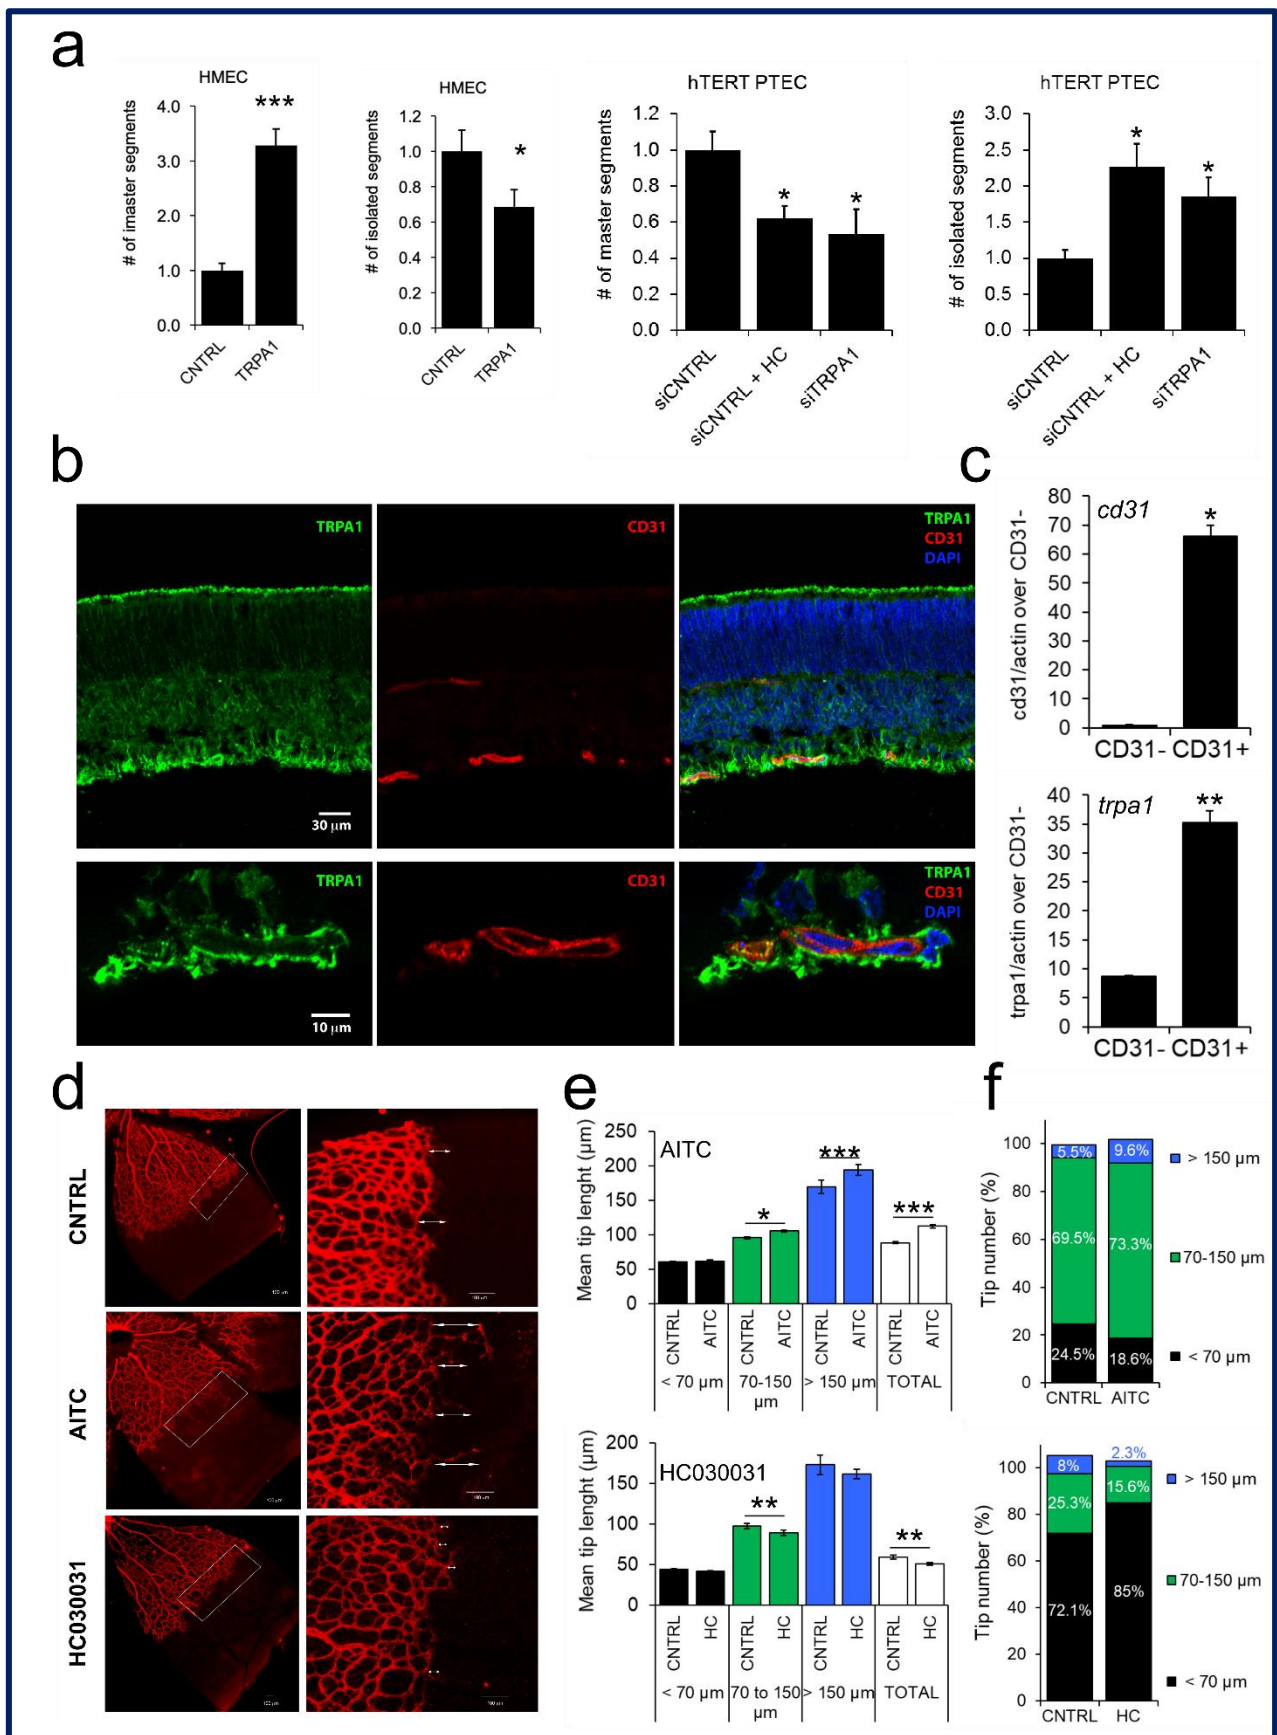 a
HMEC
# of imaster segments
4.0
3.0
2.0
1.0
0.0
***
CNTRL
TRPA1
HMEC
# of isolated segments
1.2
1.0
0.8
0.6
0.4
0.2
0.0
*
CNTRL
TRPA1
hTERT PTEC
# of master segments
1.2
1.0
0.8
0.6
0.4
0.2
0.0
*
*
siCNTRL
siCNTRL + HC
siTRPA1
hTERT PTEC
# of isolated segments
3.0
2.5
2.0
1.5
1.0
0.5
0.0
*
*
siCNTRL
siCNTRL + HC
siTRPA1
b
TRPA1
30 µm
CD31
TRPA1
CD31
DAPI
TRPA1
10 µm
CD31
TRPA1
CD31
DAPI
c
cd31/actin over CD31-
80
70
60
50
40
30
20
10
0
cd31
*
CD31- CD31+
trpa1/actin over CD31-
40
35
30
25
20
15
10
5
0
trpa1
**
CD31- CD31+
d
CNTRL
100 µm
100 µm
AITC
100 µm
100 µm
HC030031
100 µm
100 µm
e
Mean tip lenght (µm)
250
200
150
100
50
0
AITC
*
***
***
CNTRL
AITC
CNTRL
AITC
CNTRL
AITC
CNTRL
AITC
< 70 µm
70-150
µm
> 150 µm
TOTAL
Mean tip lenght (µm)
200
150
100
50
0
HC030031
**
**
CNTRL
HC
CNTRL
HC
CNTRL
HC
CNTRL
HC
< 70 µm
70 to 150
µm
> 150 µm
TOTAL
f
Tip number (%)
100
80
60
40
20
0
5.5%
9.6%
69.5%
73.3%
24.5%
18.6%
CNTRL AITC
> 150 µm
70-150 µm
< 70 µm
Tip number (%)
100
80
60
40
20
0
8%
2.3%
25.3%
15.6%
72.1%
85%
CNTRL HC
> 150 µm
70-150 µm
< 70 µm